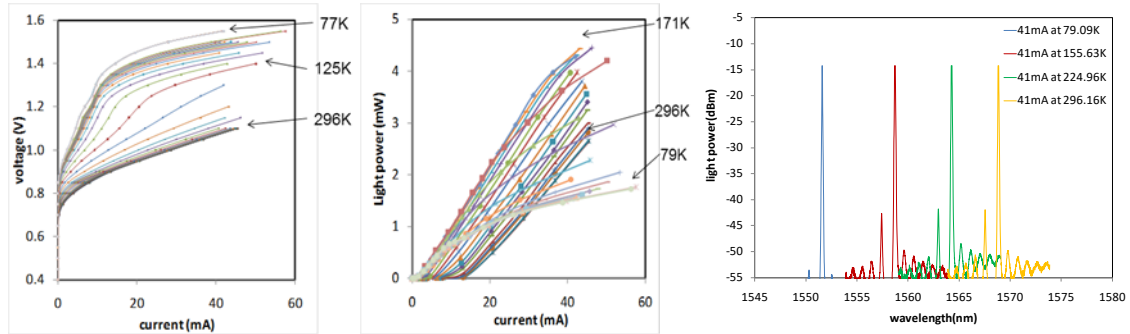 1.6
1.4
1.2
1.0
0.8
0.6
0.4
voltage (V)
0
20
40
60
current (mA)
77K
125K
296K
5
4
3
2
1
0
Light power(mW)
0
20
40
60
current(mA)
171K
296K
79K
-5
-10
-15
-20
-25
-30
-35
-40
-45
-50
-55
light power(dBm)
1545
1550
1555
1560
1565
1570
1575
1580
wavelength(nm)
41mA at 79.09K
41mA at 155.63K
41mA at 224.96K
41mA at 296.16K